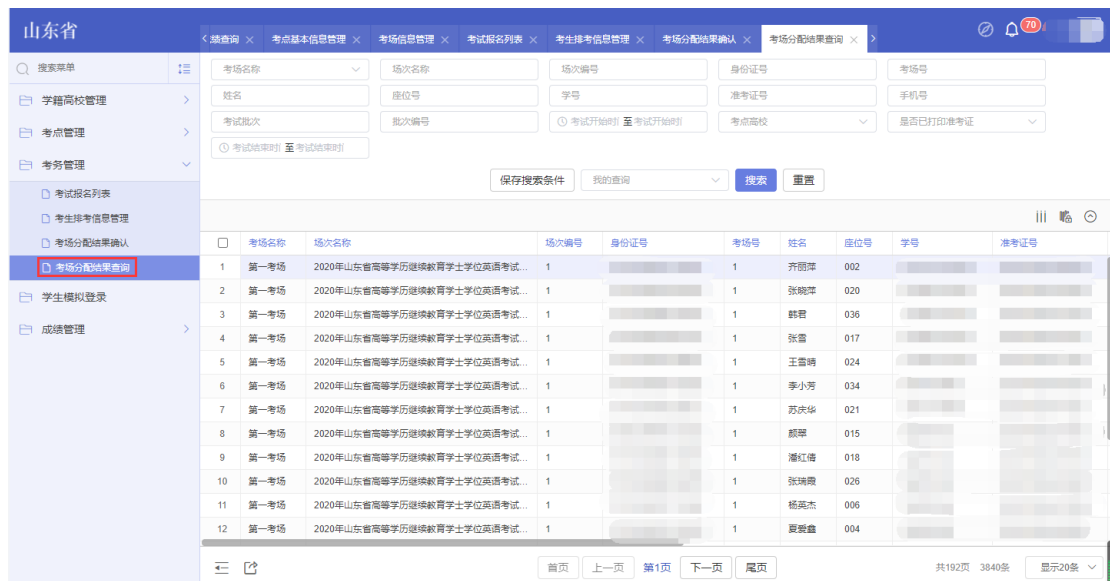 山东省
绩查询 考点基本信息管理 考场信息管理 考试报名列表 考生排考信息管理 考场分配结果确认 考场分配结果查询 70
搜索菜单
学籍高校管理
考点管理
考务管理
考试报名列表
考生排考信息管理
考场分配结果确认
考场分配结果查询
学生模拟登录
成绩管理
考场名称 场次名称 场次编号 身份证号 考场号
姓名 座位号 学号 准考证号 手机号
考试批次 批次编号 考试开始时 至 考试开始时 考点高校 是否已打印准考证
考试结束时 至 考试结束时
保存搜索条件 我的查询 搜索 重置
考场名称 场次名称 场次编号 身份证号 考场号 姓名 座位号 学号 准考证号
1 第一考场 2020年山东省高等学历继续教育学士学位英语考试... 1 1 齐丽萍 002
2 第一考场 2020年山东省高等学历继续教育学士学位英语考试... 1 1 张晓萍 020
3 第一考场 2020年山东省高等学历继续教育学士学位英语考试... 1 1 韩君 036
4 第一考场 2020年山东省高等学历继续教育学士学位英语考试... 1 1 张雪 017
5 第一考场 2020年山东省高等学历继续教育学士学位英语考试... 1 1 王雪晴 024
6 第一考场 2020年山东省高等学历继续教育学士学位英语考试... 1 1 李小芳 034
7 第一考场 2020年山东省高等学历继续教育学士学位英语考试... 1 1 苏庆华 021
8 第一考场 2020年山东省高等学历继续教育学士学位英语考试... 1 1 颜翠 015
9 第一考场 2020年山东省高等学历继续教育学士学位英语考试... 1 1 潘红倩 018
10 第一考场 2020年山东省高等学历继续教育学士学位英语考试... 1 1 张瑞霞 026
11 第一考场 2020年山东省高等学历继续教育学士学位英语考试... 1 1 杨英杰 006
12 第一考场 2020年山东省高等学历继续教育学士学位英语考试... 1 1 夏爱鑫 004
首页 上一页 第1页 下一页 尾页 共192页 3840条 显示20条